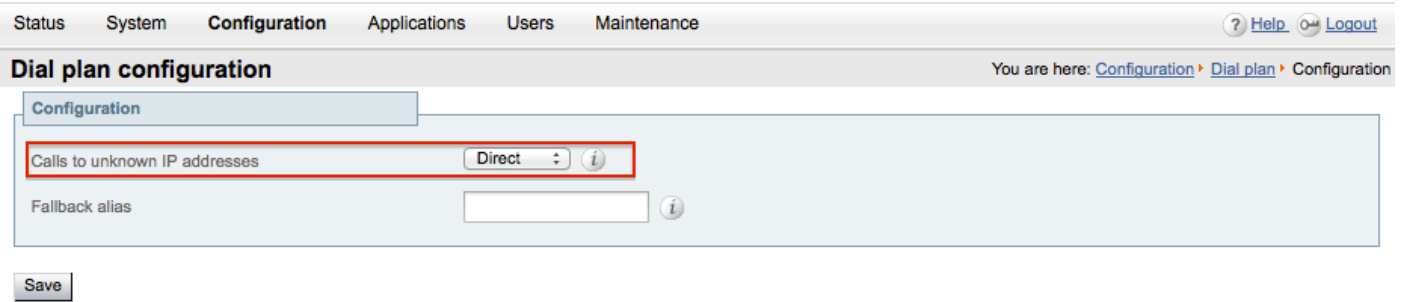 Status System Configuration Applications Users Maintenance ? Help Logout
Dial plan configuration You are here: Configuration Dial plan Configuration
Configuration
Calls to unknown IP addresses Direct i
Fallback alias i
Save